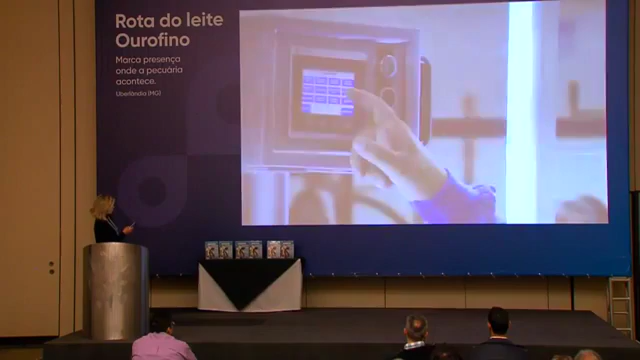 Rota do leite
Ourofino
Marca presença
onde a pecuária
acontece.
Uberlândia (MG)